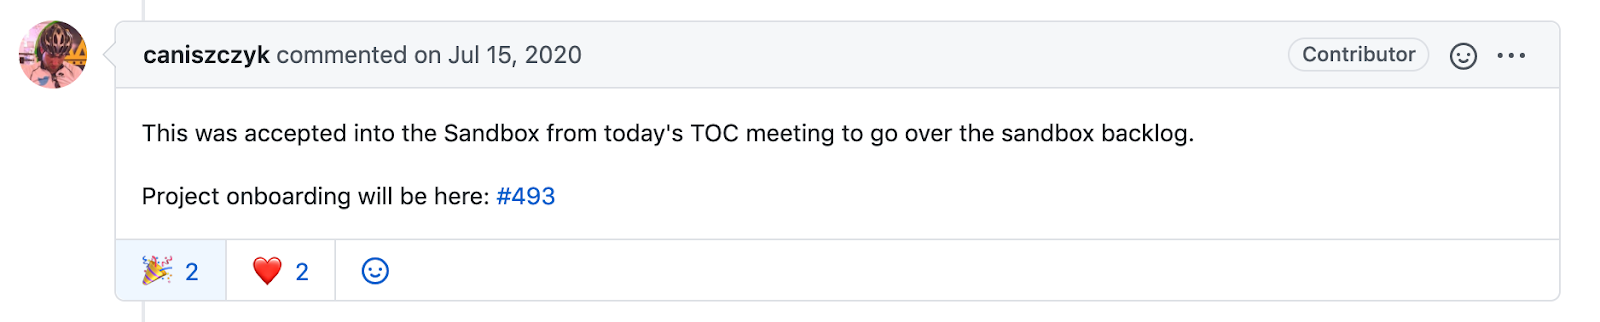 caniszczyk commented on Jul 15, 2020 Contributor
This was accepted into the Sandbox from today's TOC meeting to go over the sandbox backlog.
Project onboarding will be here: #493
2 2